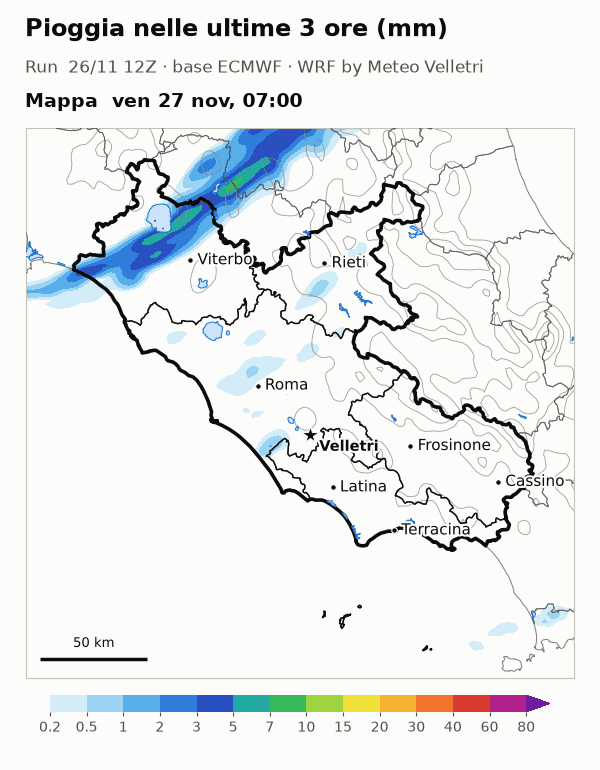 Pioggia nelle ultime 3 ore (mm)
Run  26/11 12Z · base ECMWF · WRF by Meteo Velletri
Mappa  ven 27 nov, 07:00
Viterbo
Rieti
Roma
Velletri
Frosinone
Latina
Cassino
Terracina
50 km
0.2 0.5 1 2 3 5 7 10 15 20 30 40 60 80